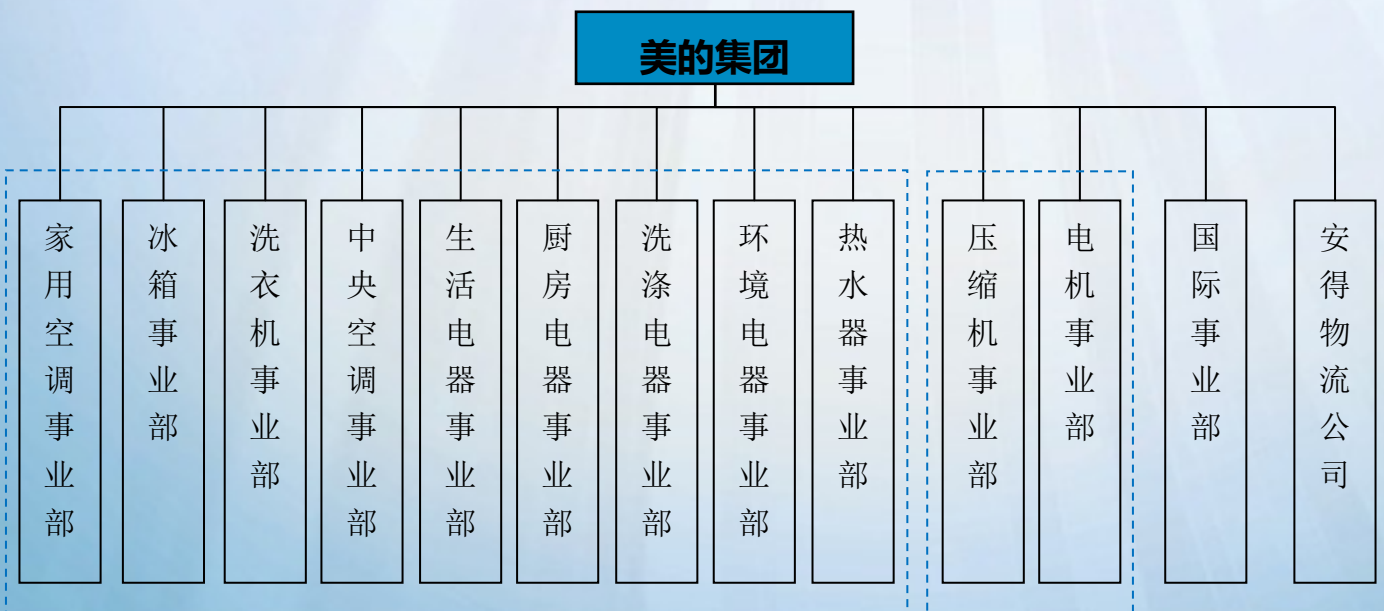 美的集团
家用空调事业部
冰箱事业部
洗衣机事业部
中央空调事业部
生活电器事业部
厨房电器事业部
洗涤电器事业部
环境电器事业部
热水器事业部
压缩机事业部
电机事业部
国际事业部
安得物流公司